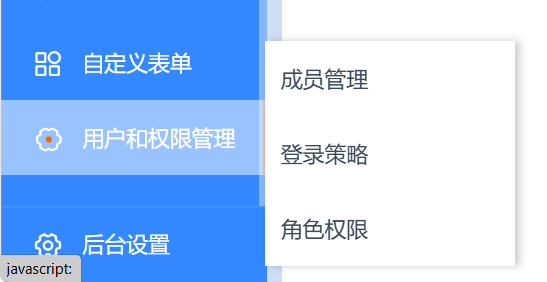 自定义表单
用户和权限管理
后台设置
javascript:
成员管理
登录策略
角色权限